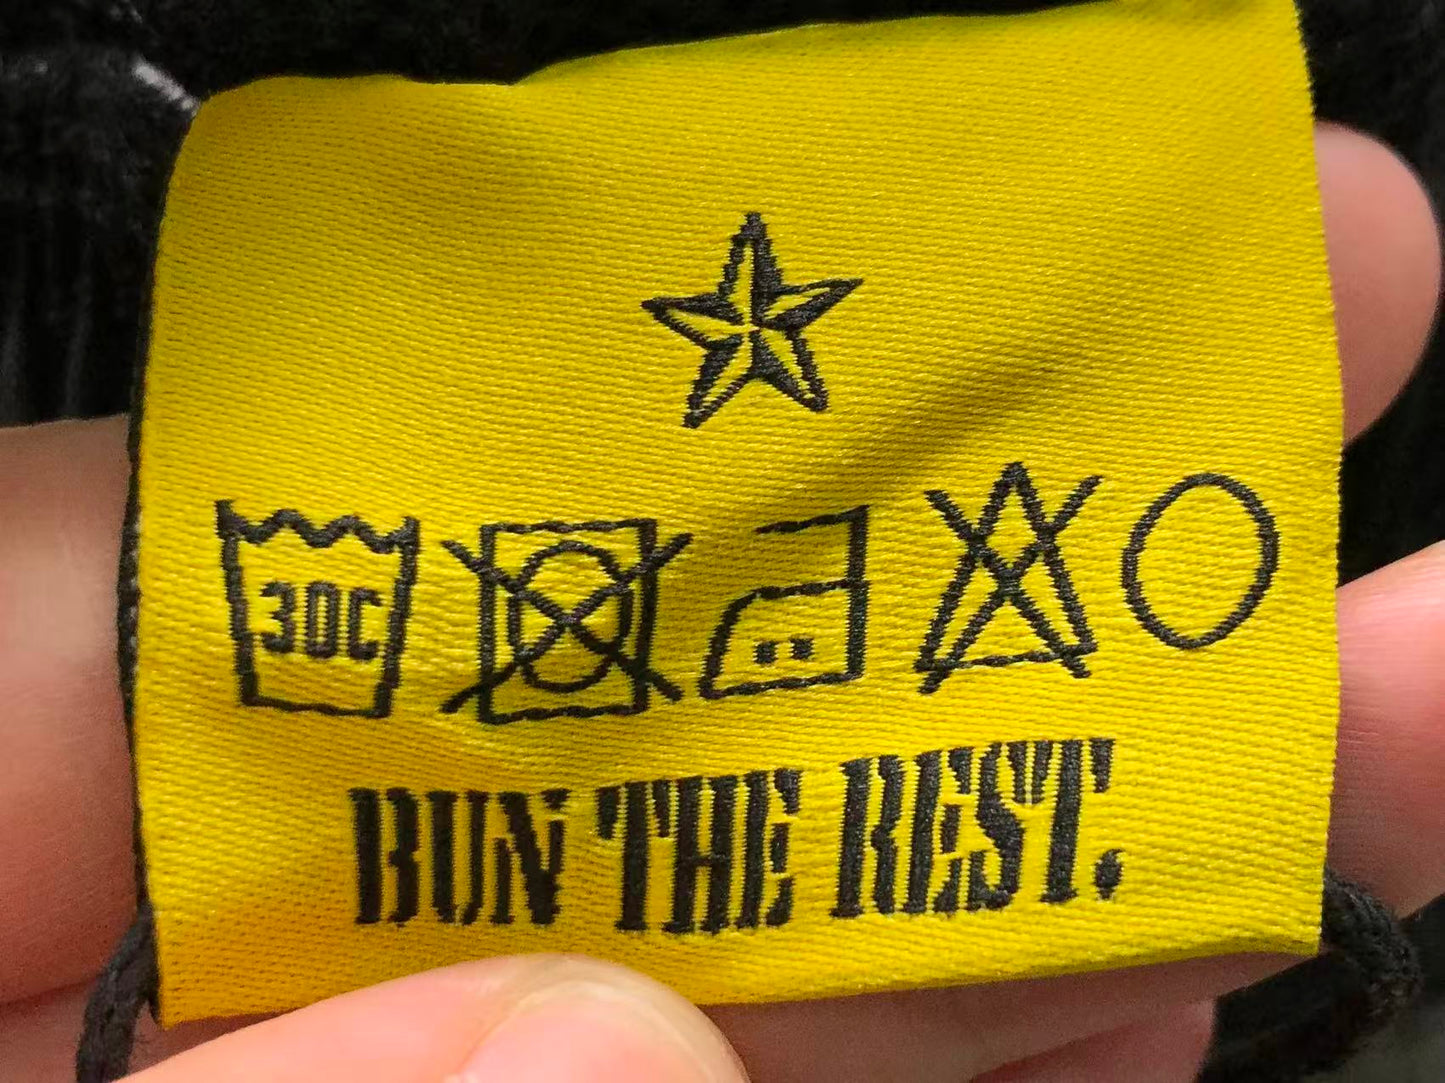 30C
BUN THE REST.